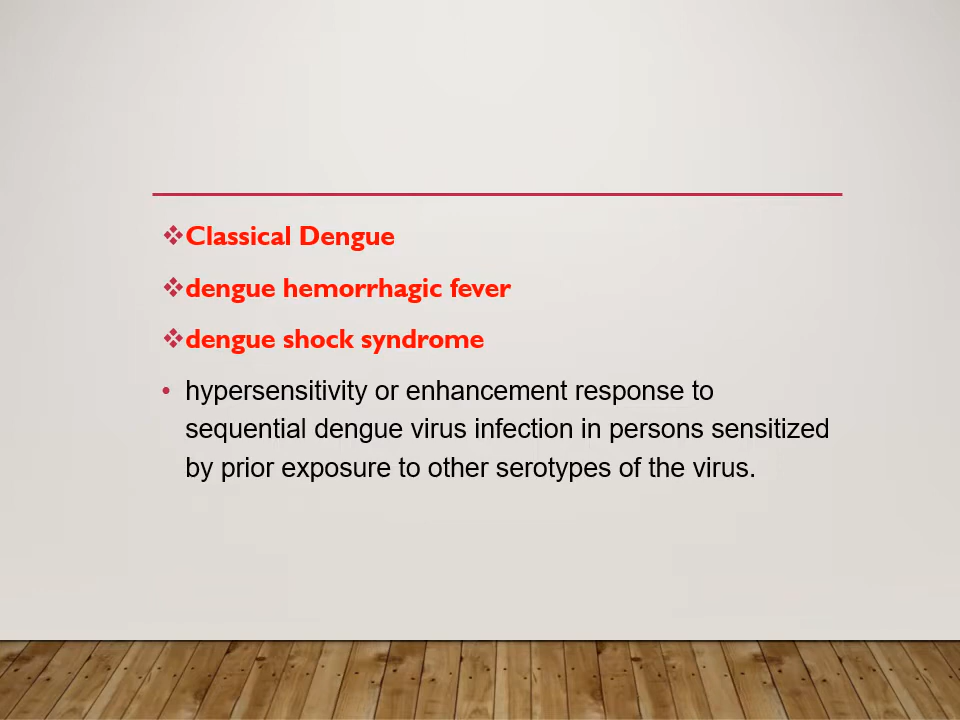 ❖Classical Dengue
❖dengue hemorrhagic fever
❖dengue shock syndrome
• hypersensitivity or enhancement response to
sequential dengue virus infection in persons sensitized
by prior exposure to other serotypes of the virus.